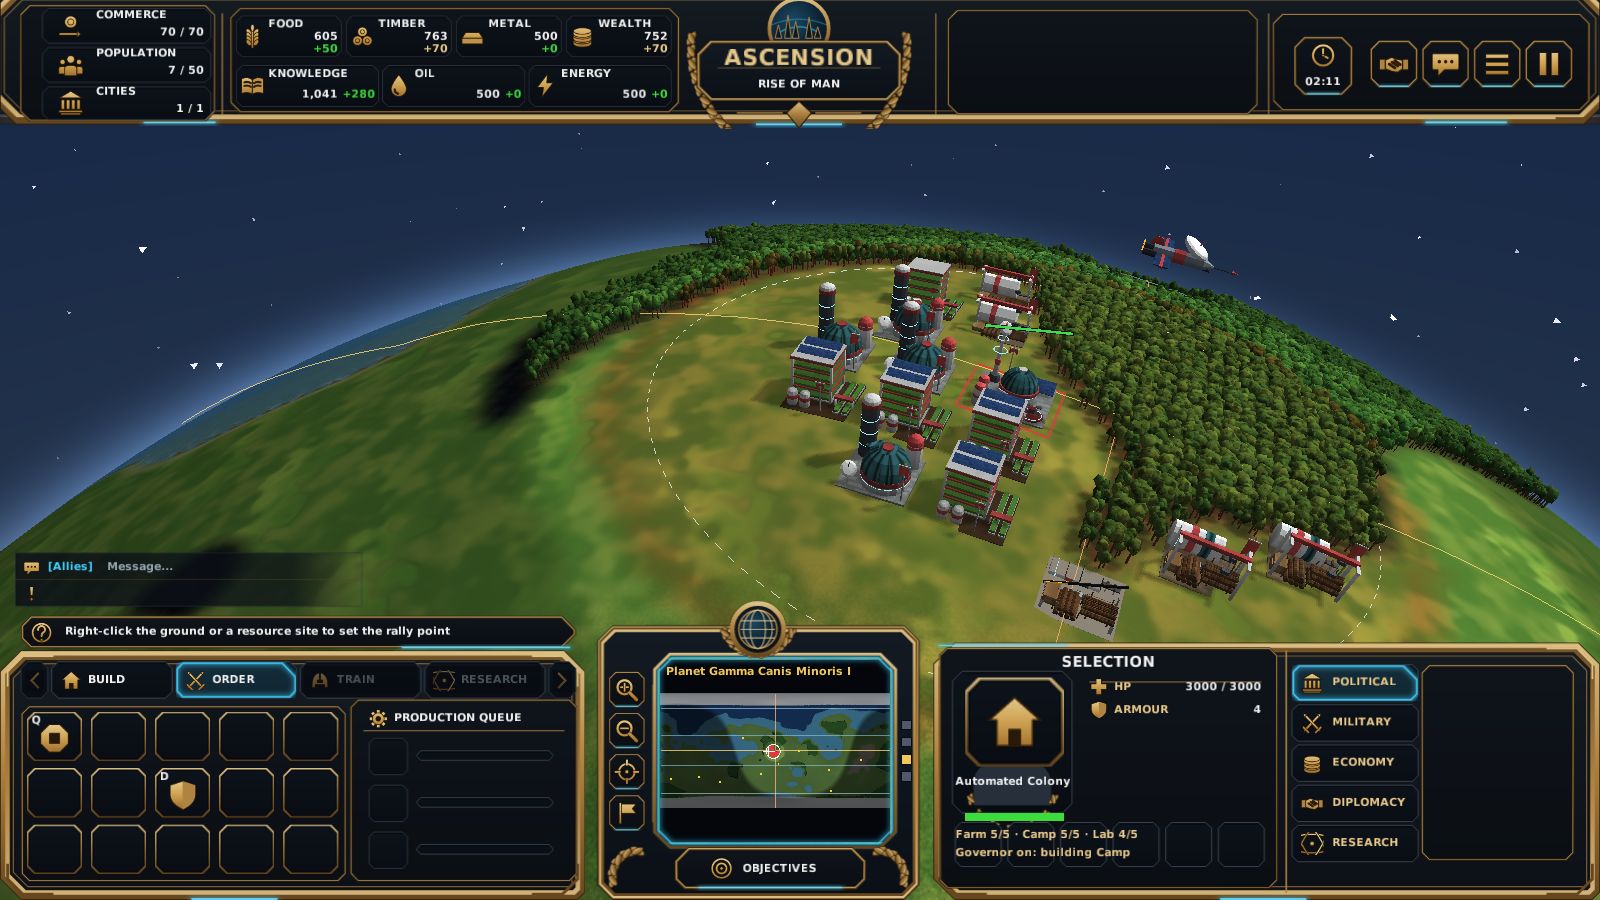 COMMERCE
70 / 70
POPULATION
7 / 50
CITIES
1 / 1
FOOD
605
+50
TIMBER
763
+70
METAL
500
+0
WEALTH
752
+70
KNOWLEDGE
1,041 +280
OIL
500 +0
ENERGY
500 +0
ASCENSION
RISE OF MAN
02:11
[Allies] Message...
!
Right-click the ground or a resource site to set the rally point
BUILD
ORDER
TRAIN
RESEARCH
Q
D
PRODUCTION QUEUE
Planet Gamma Canis Minoris I
OBJECTIVES
SELECTION
Automated Colony
HP 3000 / 3000
ARMOUR 4
Farm 5/5 · Camp 5/5 · Lab 4/5
Governor on: building Camp
POLITICAL
MILITARY
ECONOMY
DIPLOMACY
RESEARCH